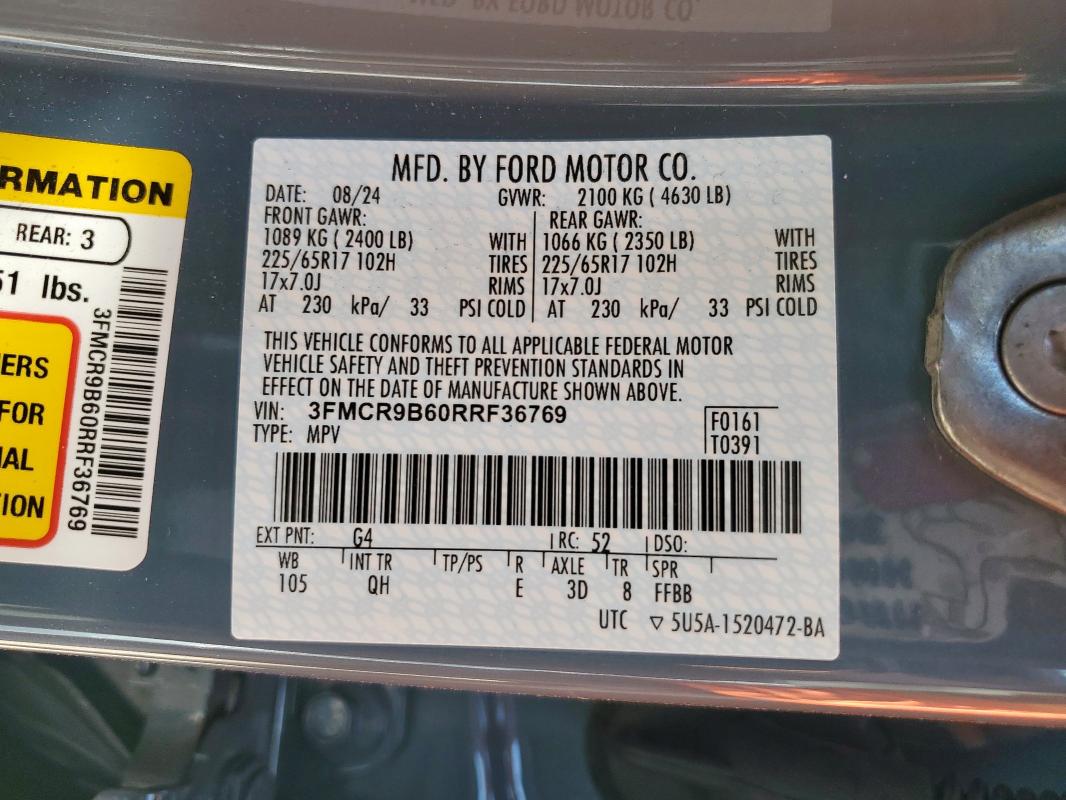 MFD. BY FORD MOTOR CO.
RMATION
REAR: 3
51 lbs.
ERS
FOR
IAL
ION
3FMCR9B60RRF36769
MFD. BY FORD MOTOR CO.
DATE: 08/24 GVWR: 2100 KG ( 4630 LB)
FRONT GAWR: REAR GAWR:
1089 KG ( 2400 LB) WITH 1066 KG ( 2350 LB) WITH
225/65R17 102H TIRES 225/65R17 102H TIRES
17x7.0J RIMS 17x7.0J RIMS
AT 230 kPa/ 33 PSI COLD AT 230 kPa/ 33 PSI COLD
THIS VEHICLE CONFORMS TO ALL APPLICABLE FEDERAL MOTOR
VEHICLE SAFETY AND THEFT PREVENTION STANDARDS IN
EFFECT ON THE DATE OF MANUFACTURE SHOWN ABOVE.
VIN: 3FMCR9B60RRF36769 F0161
TYPE: MPV T0391
EXT PNT: G4 RC: 52 DSO:
WB INT TR TP/PS R AXLE TR SPR
105 QH E 3D 8 FFBB
UTC ▽ 5U5A-1520472-BA